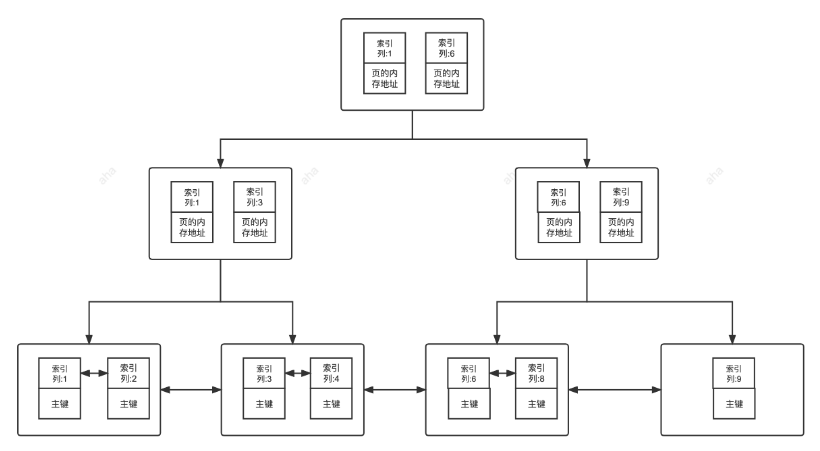 索引
列:1
页的内
存地址
索引
列:6
页的内
存地址
索引
列:1
页的内
存地址
索引
列:3
页的内
存地址
索引
列:6
页的内
存地址
索引
列:9
页的内
存地址
aha
aha
aha
aha
索引
列:1
主键
索引
列:2
主键
索引
列:3
主键
索引
列:4
主键
索引
列:6
主键
索引
列:8
主键
索引
列:9
主键